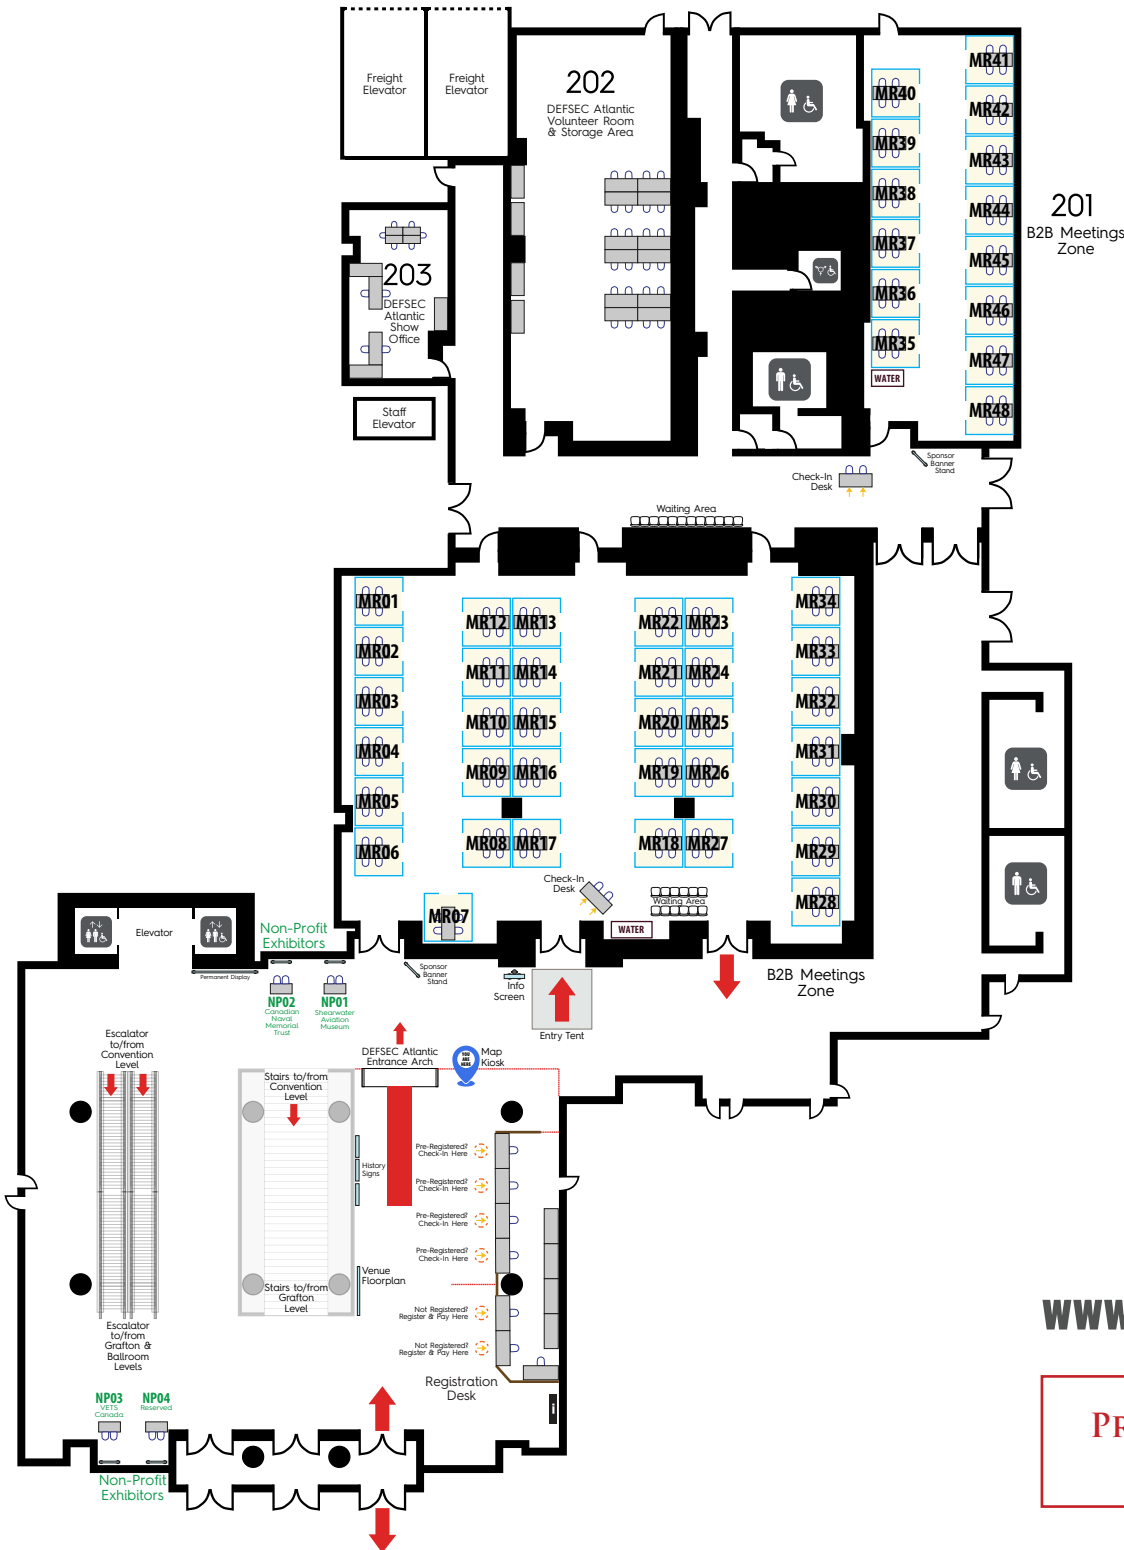 Freight
Elevator
Freight
Elevator
202
DEFSEC Atlantic
Volunteer Room
& Storage Area
MR41
MR40
MR42
MR39
MR43
MR38
MR44
201
B2B Meetings
Zone
MR37
MR45
MR36
MR46
MR35
MR47
WATER
MR48
203
DEFSEC
Atlantic
Show
Office
Staff
Elevator
Check-In
Desk
Sponsor
Banner
Stand
Waiting Area
MR01
MR02
MR03
MR04
MR05
MR06
MR07
MR12
MR13
MR11
MR14
MR10
MR15
MR09
MR16
MR08
MR17
MR22
MR23
MR21
MR24
MR20
MR25
MR19
MR26
MR18
MR27
MR34
MR33
MR32
MR31
MR30
MR29
MR28
Check-In
Desk
Waiting Area
WATER
B2B Meetings
Zone
Elevator
Permanent Display
Non-Profit
Exhibitors
NP02
Canadian
Naval
Memorial
Trust
NP01
Shearwater
Aviation
Museum
Sponsor
Banner
Stand
Info
Screen
Entry Tent
DEFSEC Atlantic
Entrance Arch
YOU
ARE
HERE
Map
Kiosk
Escalator
to/from
Convention
Level
Stairs to/from
Convention
Level
History
Signs
Pre-Registered?
Check-In Here
Pre-Registered?
Check-In Here
Pre-Registered?
Check-In Here
Pre-Registered?
Check-In Here
Venue
Floorplan
Stairs to/from
Grafton
Level
Not Registered?
Register & Pay Here
Not Registered?
Register & Pay Here
Registration
Desk
Escalator
to/from
Grafton &
Ballroom
Levels
NP03
VETS
Canada
NP04
Reserved
Non-Profit
Exhibitors
i
WWW
PR